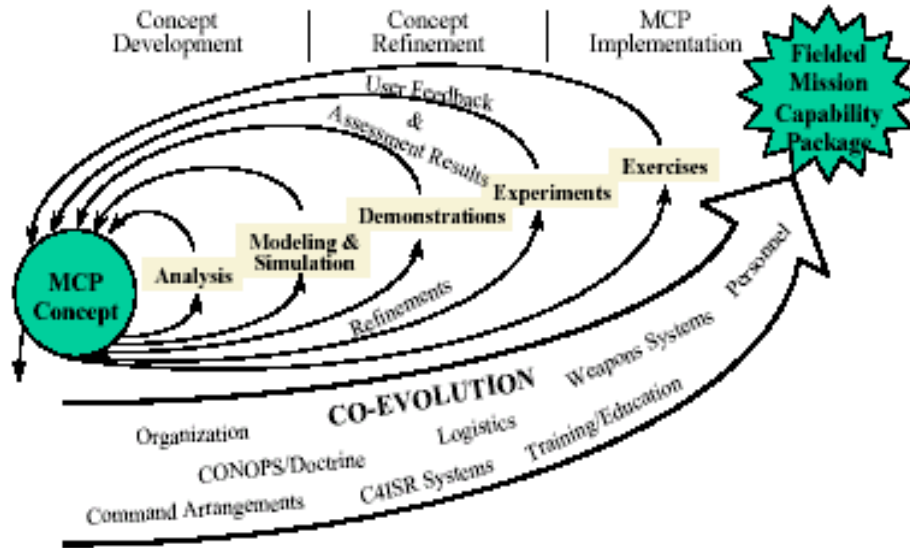 Concept
Development
Concept
Refinement
MCP
Implementation
Fielded
Mission
Capability
Package
User Feedback
&
Assessment Results
Exercises
Experiments
Demonstrations
Modeling &
Simulation
Analysis
MCP
Concept
Refinements
Personnel
Weapons Systems
CO-EVOLUTION
Organization
Logistics
Training/Education
CONOPS/Doctrine
C4ISR Systems
Command Arrangements